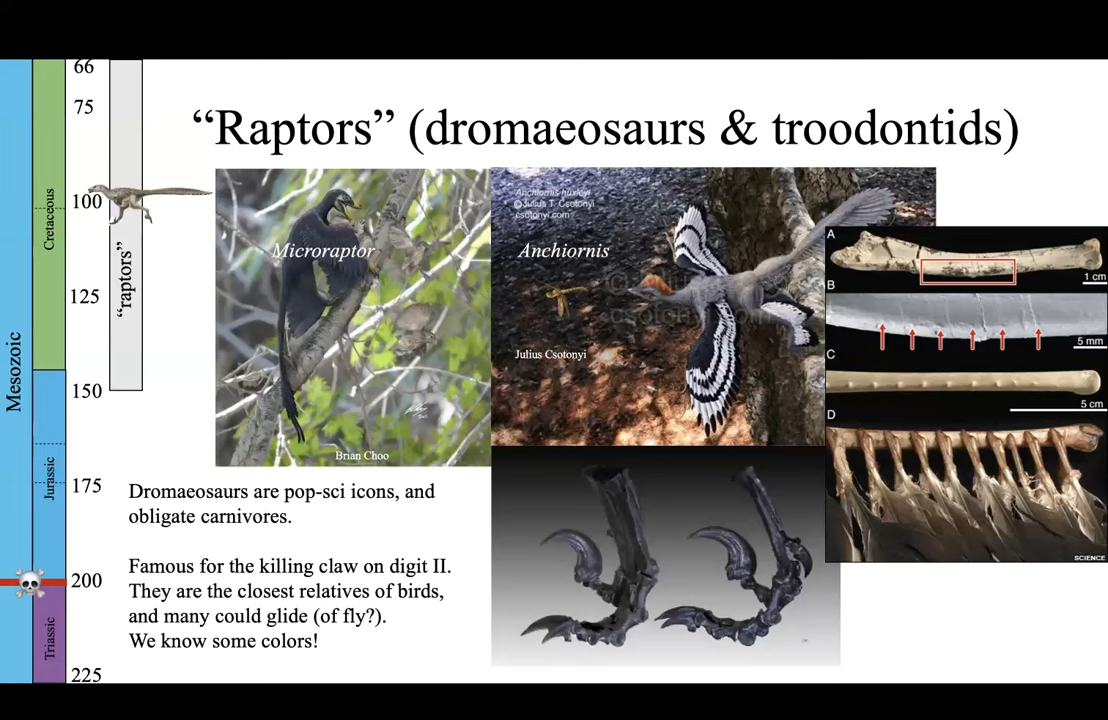 “Raptors” (dromaeosaurs & troodontids)
66
75
100
125
150
175
200
225
Mesozoic
Cretaceous
Jurassic
Triassic
“raptors”
Microraptor
Brian Choo
Anchiornis huxleyi
©Julius T. Csotonyi
csotonyi.com
Anchiornis
Julius Csotonyi
A
1 cm
B
5 mm
C
5 cm
D
SCIENCE
Dromaeosaurs are pop-sci icons, and
obligate carnivores.
Famous for the killing claw on digit II.
They are the closest relatives of birds,
and many could glide (of fly?).
We know some colors!